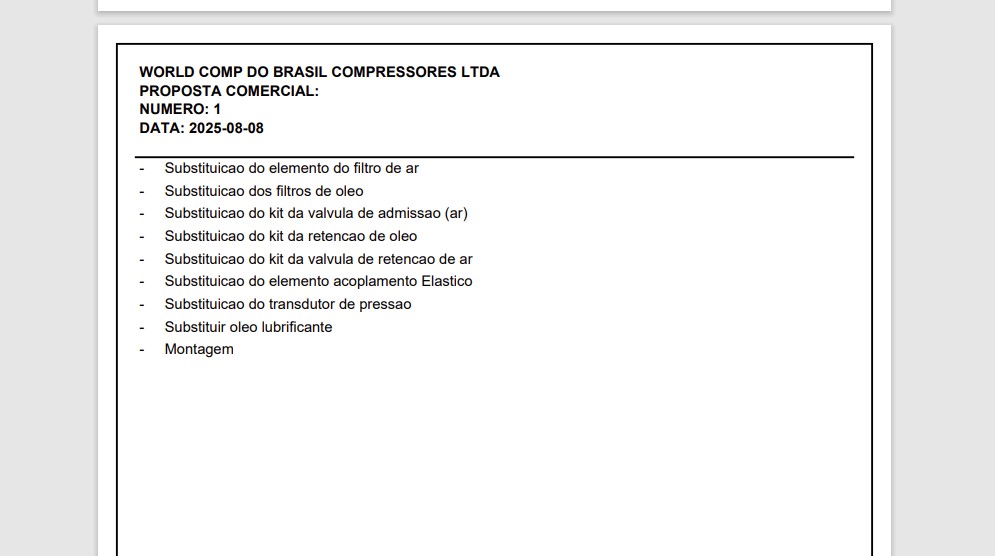 WORLD COMP DO BRASIL COMPRESSORES LTDA
PROPOSTA COMERCIAL:
NUMERO: 1
DATA: 2025-08-08
- Substituicao do elemento do filtro de ar
- Substituicao dos filtros de oleo
- Substituicao do kit da valvula de admissao (ar)
- Substituicao do kit da retencao de oleo
- Substituicao do kit da valvula de retencao de ar
- Substituicao do elemento acoplamento Elastico
- Substituicao do transdutor de pressao
- Substituir oleo lubrificante
- Montagem